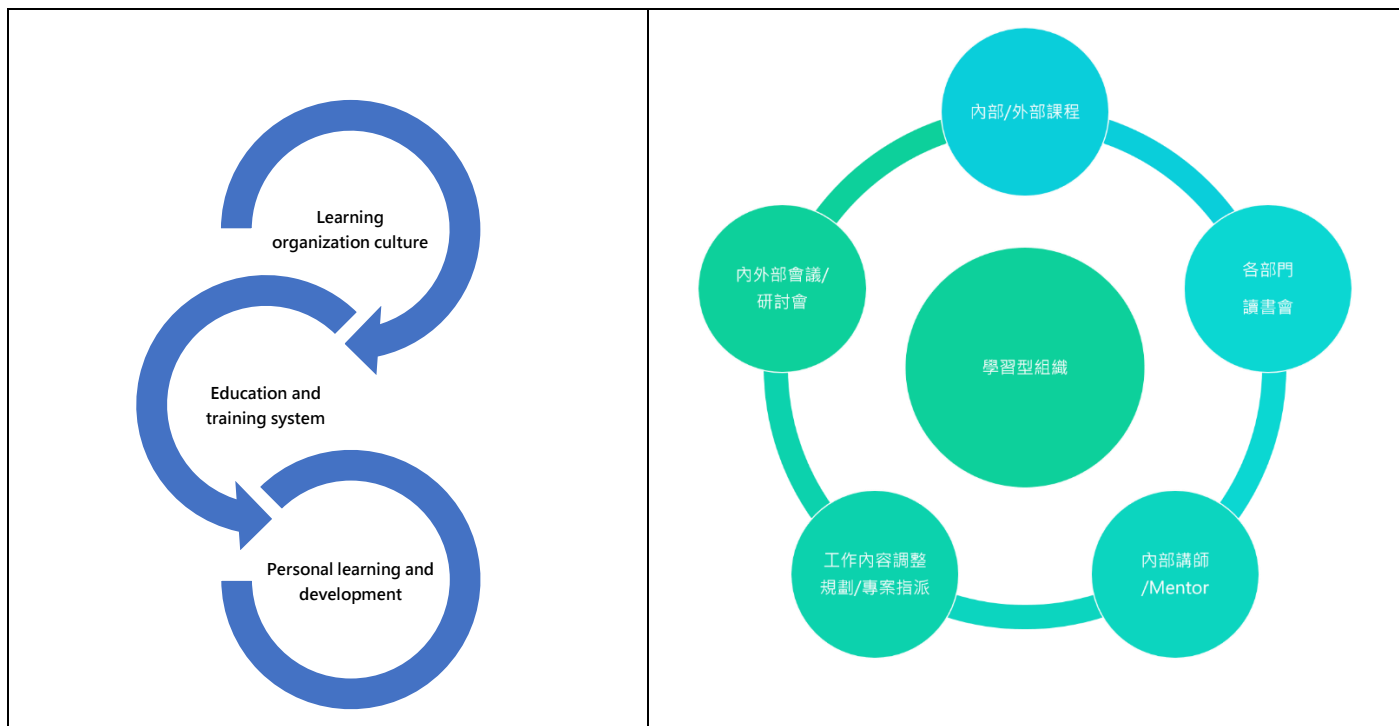 Learning
organization culture
Education and
training system
Personal learning and
development
內部/外部課程
各部門
讀書會
內部講師
/Mentor
工作內容調整
規劃/專案指派
內外部會議/
研討會
學習型組織